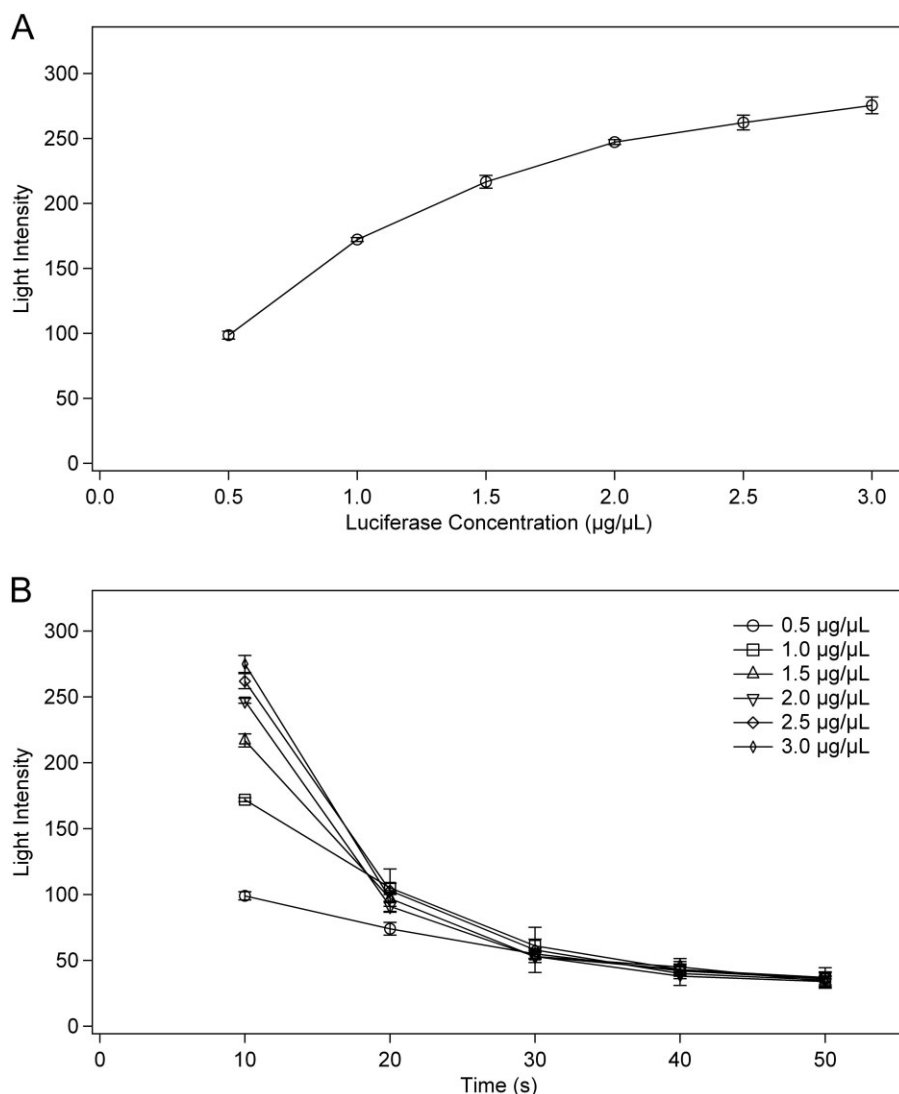 A
300
250
200
150
100
50
0
Light Intensity
0.0 0.5 1.0 1.5 2.0 2.5 3.0
Luciferase Concentration (µg/µL)
B
300
250
200
150
100
50
0
Light Intensity
0.5 µg/µL
1.0 µg/µL
1.5 µg/µL
2.0 µg/µL
2.5 µg/µL
3.0 µg/µL
0 10 20 30 40 50
Time (s)